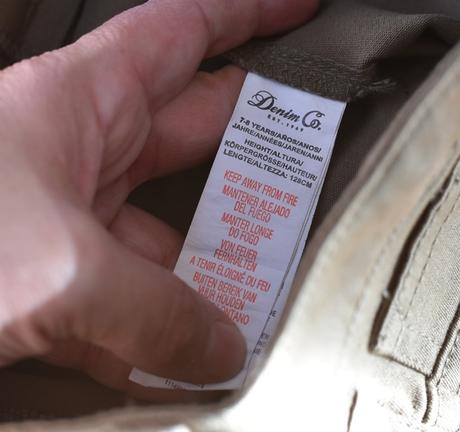 Denim Co.
EST. 1969
7-8 YEARS/AÑOS/ANOS/
JAHRE/ANNÉES/JAREN/ANNI
HEIGHT/ALTURA/
KÖRPERGRÖSSE/HAUTEUR/
LENGTE/ALTEZZA: 128CM
KEEP AWAY FROM FIRE
MANTENER ALEJADO
DEL FUEGO
MANTER LONGE
DO FOGO
VON FEUER
FERNHALTEN
A TENIR ÉLOIGNÉ DU FEU
BUITEN BEREIK VAN
VUUR HOUDEN